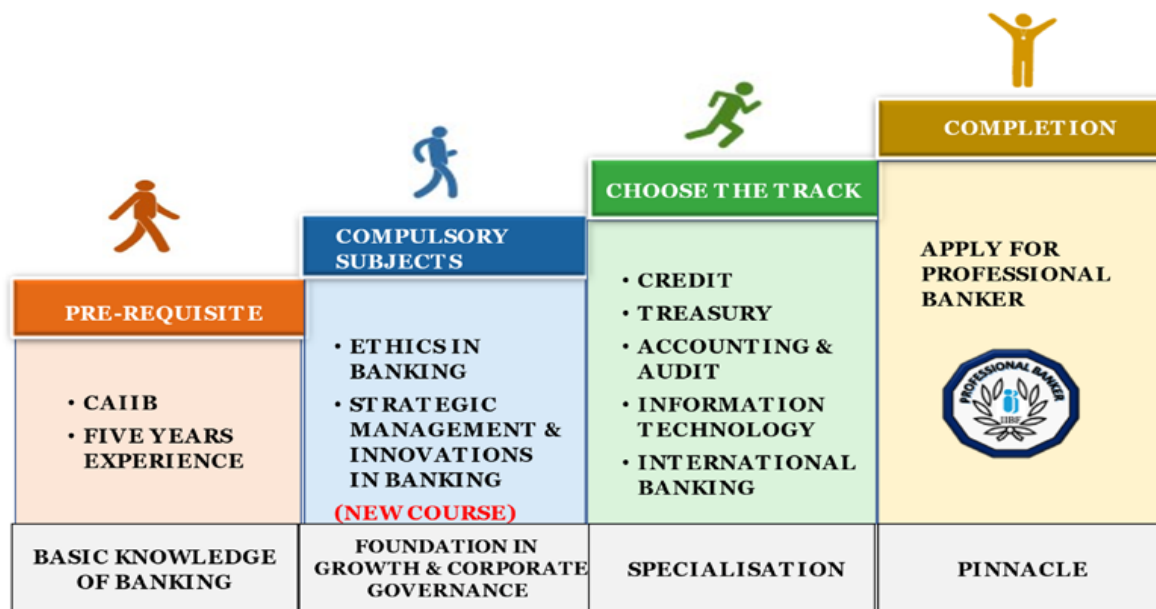 PRE-REQUISITE
• CAIIB
• FIVE YEARS
EXPERIENCE
BASIC KNOWLEDGE
OF BANKING
COMPULSORY
SUBJECTS
• ETHICS IN
BANKING
• STRATEGIC
MANAGEMENT &
INNOVATIONS
IN BANKING
(NEW COURSE)
FOUNDATION IN
GROWTH & CORPORATE
GOVERNANCE
CHOOSE THE TRACK
• CREDIT
• TREASURY
• ACCOUNTING &
AUDIT
• INFORMATION
TECHNOLOGY
• INTERNATIONAL
BANKING
SPECIALISATION
COMPLETION
APPLY FOR
PROFESSIONAL
BANKER
PROFESSIONAL BANKER
IIBF
PINNACLE